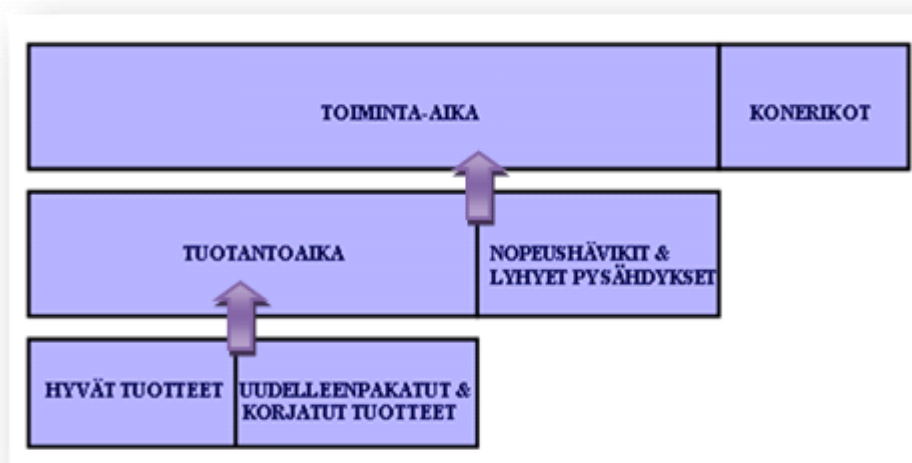 TOIMINTA-AIKA
KONERIKOT
TUOTANTOAIKA
NOPEUSHÄVIKIT &
LYHYET PYSÄHDYKSET
HYVÄT TUOTTEET
UUDELLEENPAKATUT &
KORJATUT TUOTTEET